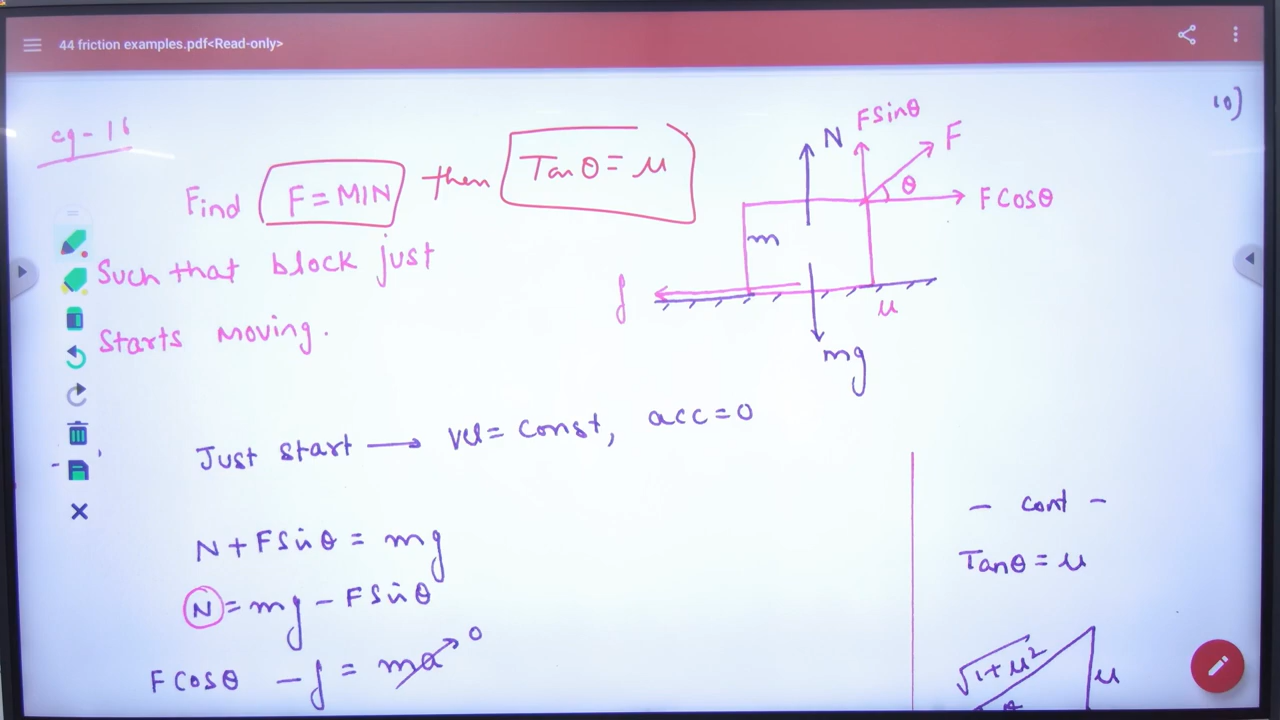 44 friction examples.pdf<Read-only>
10)
eg-16
Find F=MIN then Tanθ=μ
Such that block just
Starts moving.
N
Fsinθ
F
θ
Fcosθ
m
f
μ
mg
Just start → vel=const, acc=0
N+Fsinθ=mg
N=mg-Fsinθ
Fcosθ-f=ma→0
- cont -
Tanθ=μ
√1+μ²
μ